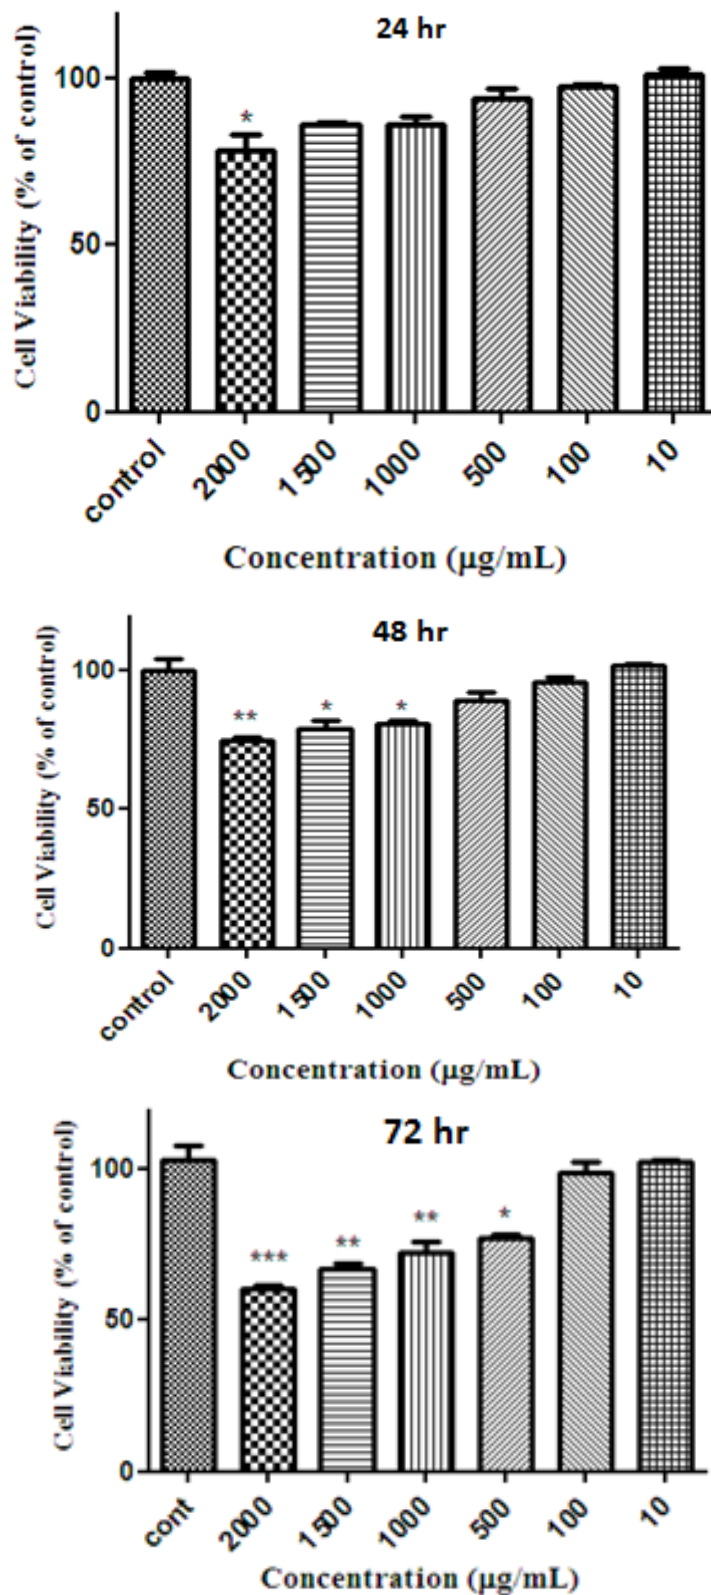 24 hr
Cell Viability (% of control)
100
50
0
*
control
2000
1500
1000
500
100
10
Concentration (µg/mL)
48 hr
Cell Viability (% of control)
100
50
0
**
*
*
control
2000
1500
1000
500
100
10
Concentration (µg/mL)
72 hr
Cell Viability (% of control)
100
50
0
***
**
**
*
cont
2000
1500
1000
500
100
10
Concentration (µg/mL)